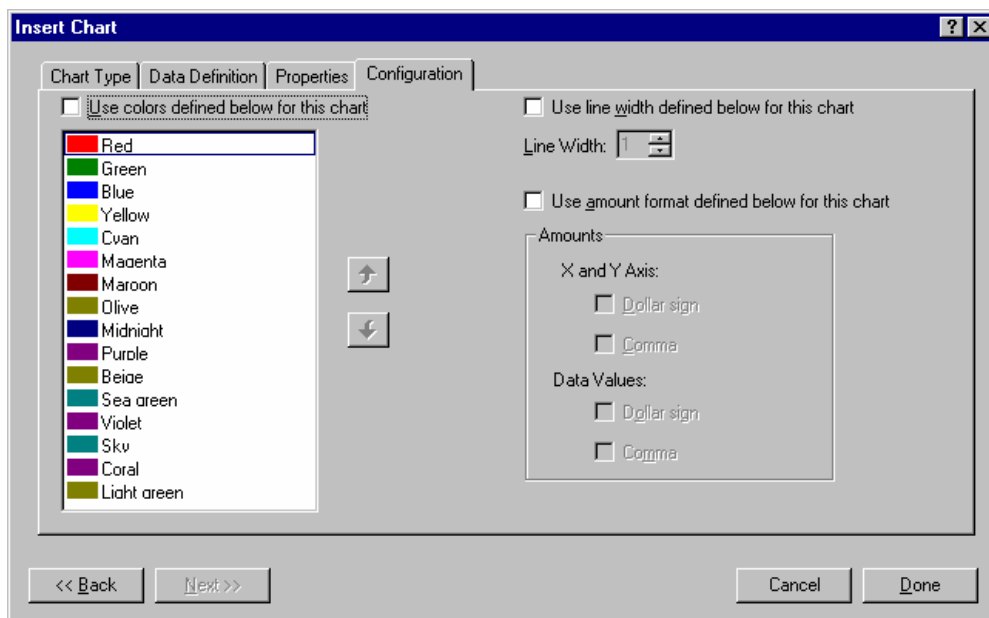 Insert Chart
Chart Type
Data Definition
Properties
Configuration
Use colors defined below for this chart
Red
Green
Blue
Yellow
Cyan
Magenta
Maroon
Olive
Midnight
Purple
Beige
Sea green
Violet
Sky
Coral
Light green
Use line width defined below for this chart
Line Width: 1
Use amount format defined below for this chart
Amounts
X and Y Axis:
Dollar sign
Comma
Data Values:
Dollar sign
Comma
<< Back
Next >>
Cancel
Done